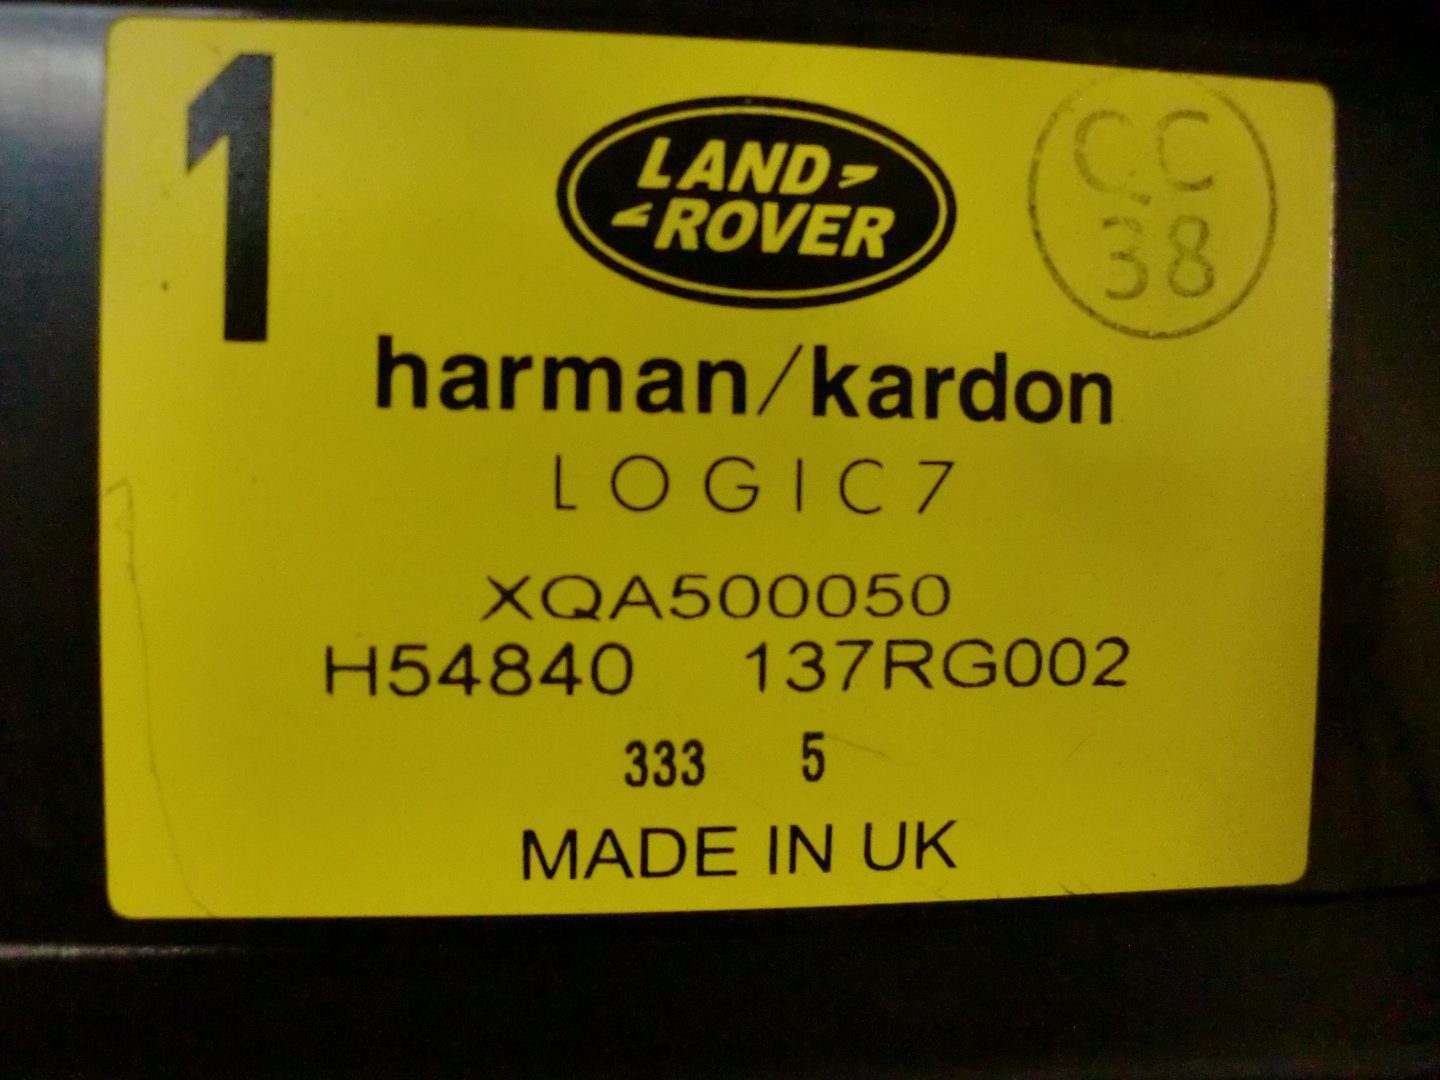 1
LAND
ROVER
CC
38
harman/kardon
LOGIC7
XQA500050
H54840 137RG002
333 5
MADE IN UK